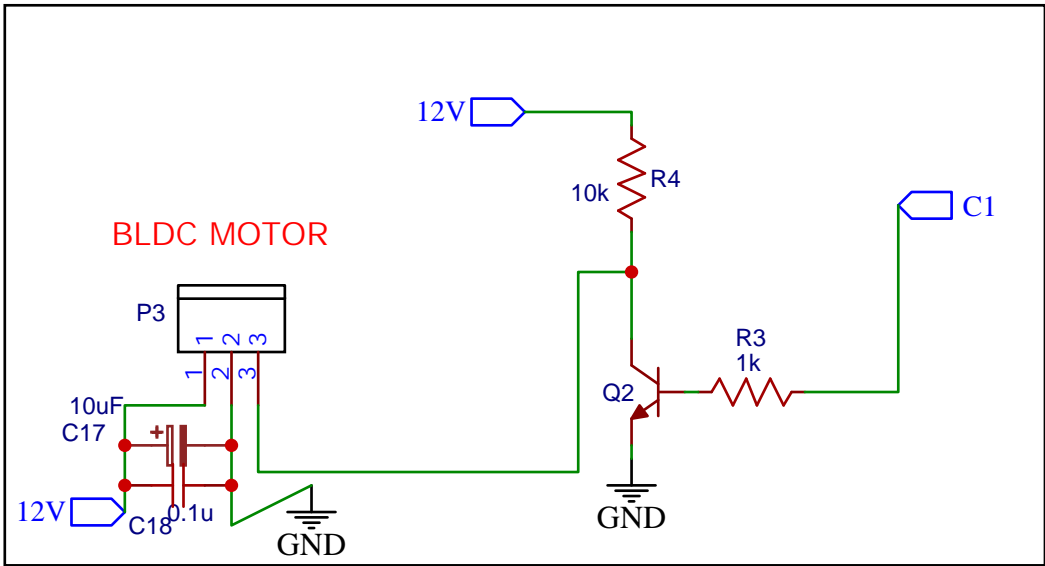 12V
R4
10k
C1
BLDC MOTOR
P3
1 2 3
1 2 3
R3
1k
Q2
10uF
C17
+
12V
C18
0.1u
GND
GND